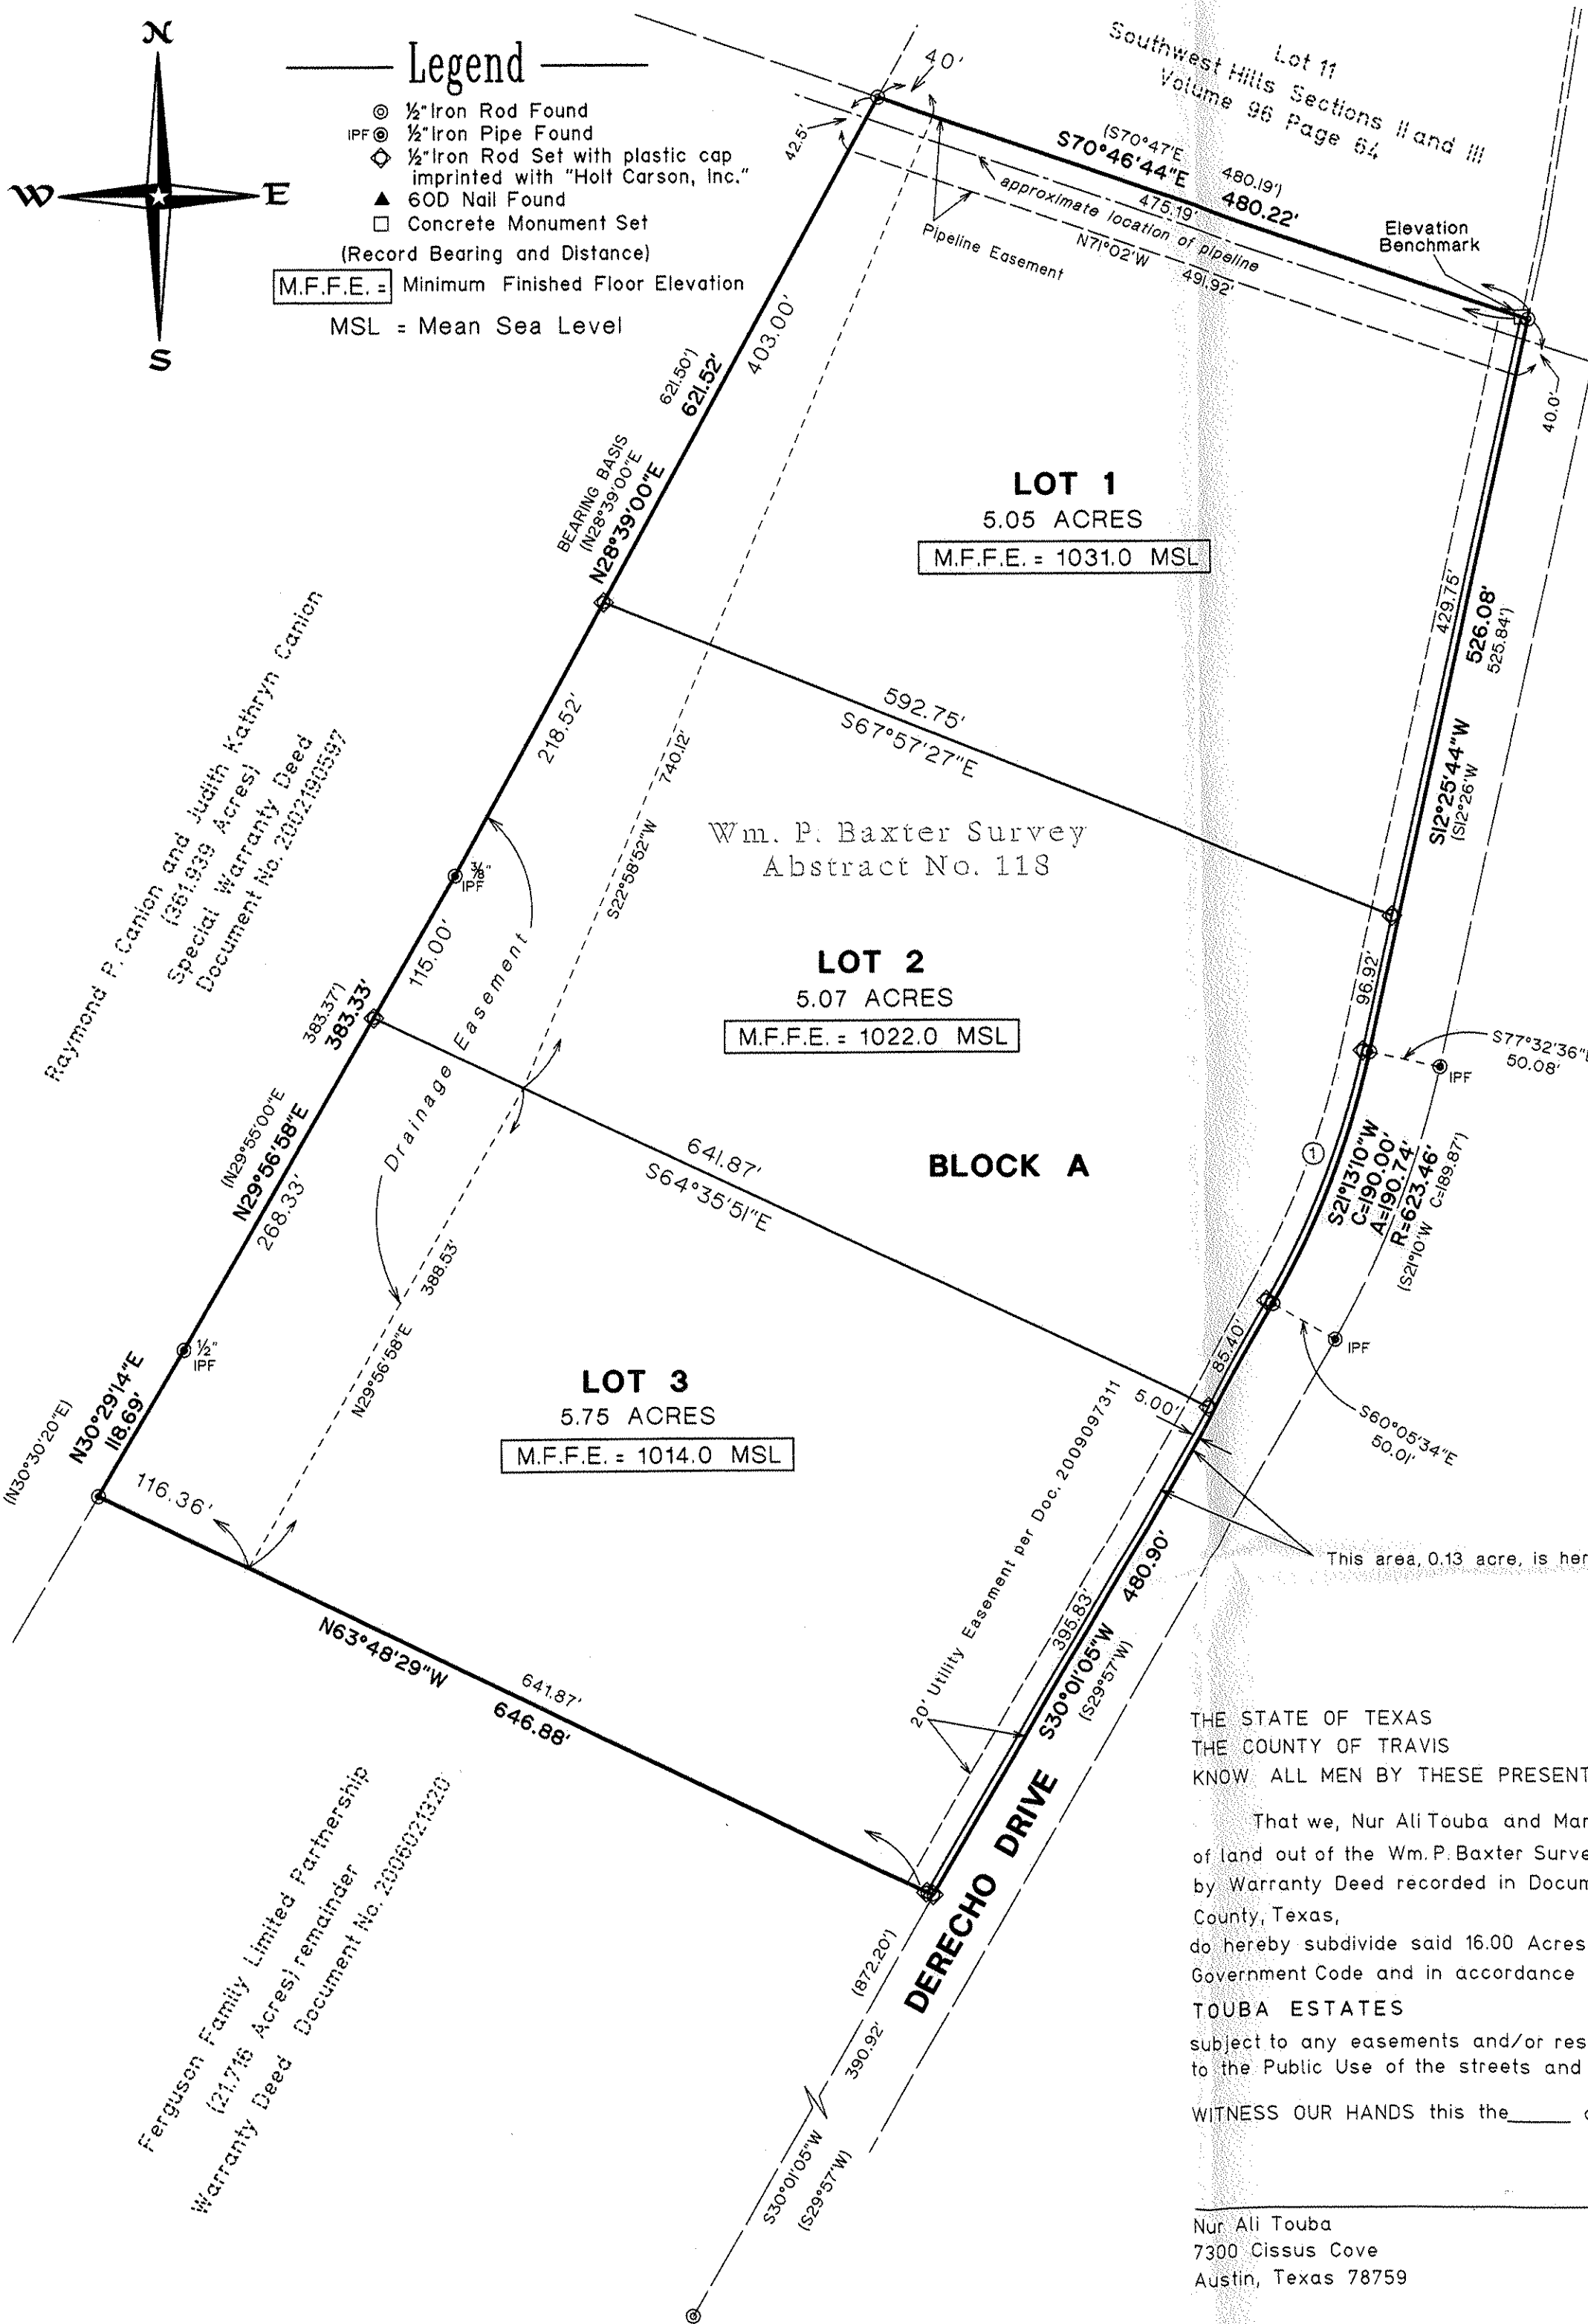 N
W
E
S
Legend
½" Iron Rod Found
IPF ½" Iron Pipe Found
½" Iron Rod Set with plastic cap
imprinted with "Holt Carson, Inc."
60D Nail Found
Concrete Monument Set
(Record Bearing and Distance)
M.F.F.E. = Minimum Finished Floor Elevation
MSL = Mean Sea Level
Lot 11
Southwest Hills Sections II and III
Volume 96 Page 64
40'
42.5'
(S70°47'E 480.19')
S70°46'44"E 480.22'
475.19'
approximate location of pipeline
Pipeline Easement
N71°02'W 491.92'
Elevation
Benchmark
40.0'
403.00'
621.50')
621.52'
BEARING BASIS
(N28°39'00"E
N28°39'00"E
LOT 1
5.05 ACRES
M.F.F.E. = 1031.0 MSL
429.75'
526.08'
525.84')
S12°25'44"W
(S12°26'W
592.75'
S67°57'27"E
218.52'
740.12'
S22°58'52"W
Wm. P. Baxter Survey
Abstract No. 118
Raymond P. Canion and Judith Kathryn Canion
(361.939 Acres)
Special Warranty Deed
Document No. 2002190597
⅜"
IPF
115.00'
Drainage Easement
LOT 2
5.07 ACRES
M.F.F.E. = 1022.0 MSL
96.92'
S77°32'36"E
50.08'
IPF
383.37')
383.33'
(N29°55'00"E
N29°56'58"E
268.33'
641.87'
S64°35'51"E
BLOCK A
1
S21°13'10"W
C=190.00'
A=190.74'
R=623.46'
(S21°10'W C=189.87')
388.53'
N29°56'58"E
½"
IPF
N30°29'14"E
118.69'
(N30°30'20"E)
116.36'
LOT 3
5.75 ACRES
M.F.F.E. = 1014.0 MSL
85.40'
5.00'
IPF
S60°05'34"E
50.01'
20' Utility Easement per Doc. 2009097311
This area, 0.13 acre, is her
395.83'
480.90'
S30°01'05"W
(S29°57'W)
N63°48'29"W
641.87'
646.88'
DERECHO DRIVE
Ferguson Family Limited Partnership
(21.716 Acres) remainder
Warranty Deed Document No. 2006021320
(872.20')
390.92'
S30°01'05"W
(S29°57'W)
THE STATE OF TEXAS
THE COUNTY OF TRAVIS
KNOW ALL MEN BY THESE PRESENT
That we, Nur Ali Touba and Mar
of land out of the Wm. P. Baxter Surve
by Warranty Deed recorded in Docum
County, Texas,
do hereby subdivide said 16.00 Acres
Government Code and in accordance
TOUBA ESTATES
subject to any easements and/or res
to the Public Use of the streets and
WITNESS OUR HANDS this the_____
Nur Ali Touba
7300 Cissus Cove
Austin, Texas 78759